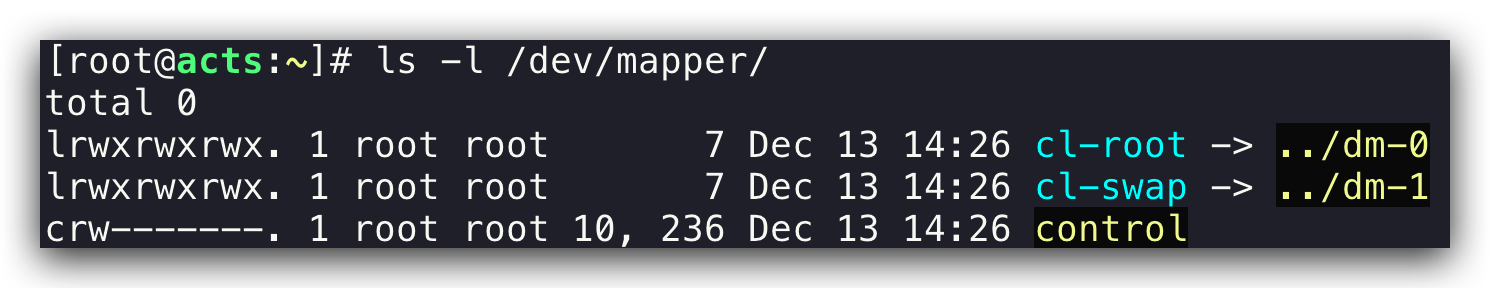 [root@acts:~]# ls -l /dev/mapper/
total 0
lrwxrwxrwx. 1 root root       7 Dec 13 14:26 cl-root -> ../dm-0
lrwxrwxrwx. 1 root root       7 Dec 13 14:26 cl-swap -> ../dm-1
crw-------. 1 root root 10, 236 Dec 13 14:26 control